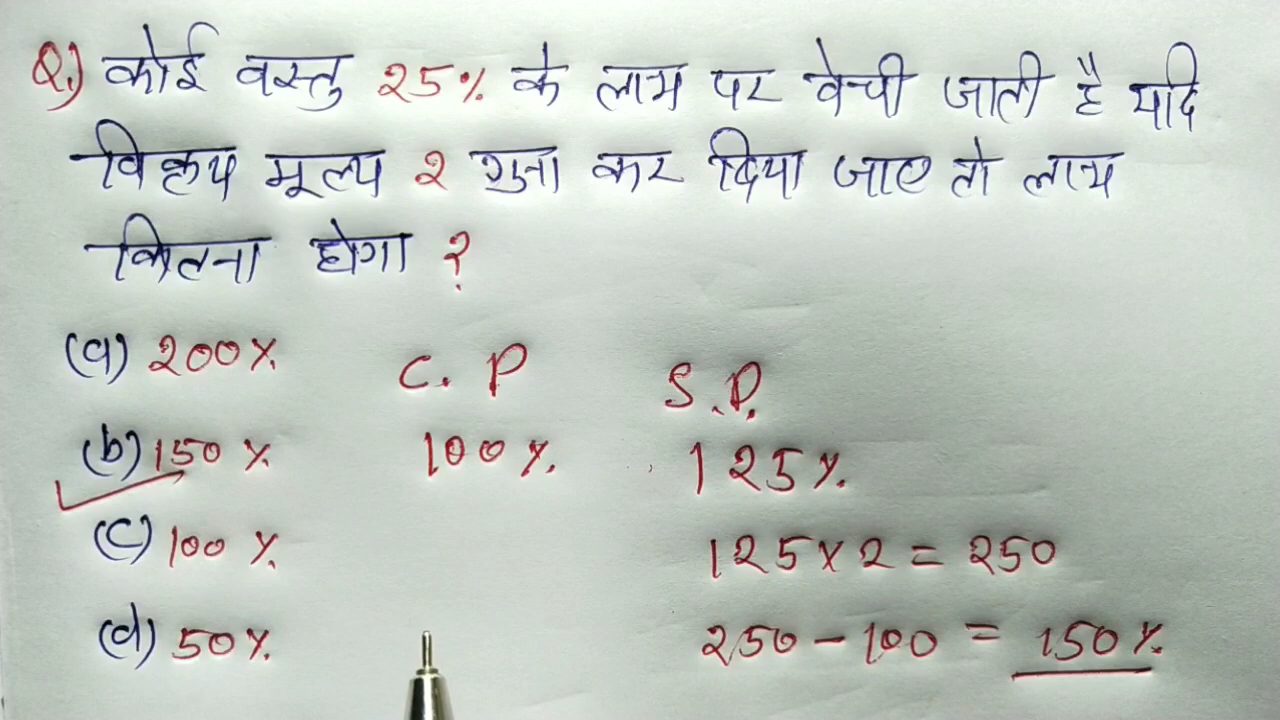 Q.) कोई वस्तु 25% के लाभ पर बेची जाती है यदि
विक्रय मूल्य 2 गुना कर दिया जाए तो लाभ
कितना होगा ?
(a) 200%
C.P
S.P.
(b) 150%
100%
125%
(c) 100%
125×2=250
(d) 50%
250-100 = 150%